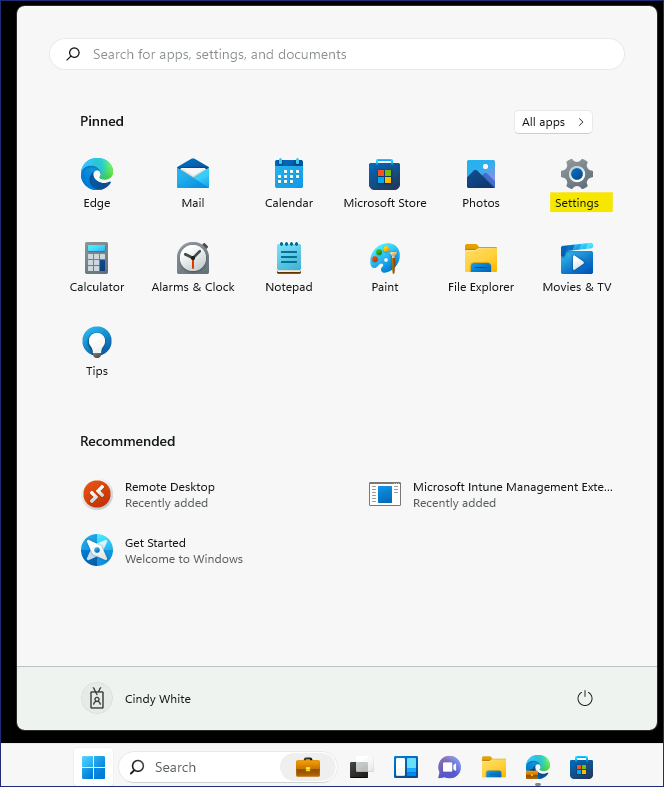 Search for apps, settings, and documents
Pinned
All apps
Edge
Mail
Calendar
Microsoft Store
Photos
Settings
Calculator
Alarms & Clock
Notepad
Paint
File Explorer
Movies & TV
Tips
Recommended
Remote Desktop
Recently added
Microsoft Intune Management Exte...
Recently added
Get Started
Welcome to Windows
Cindy White
Search